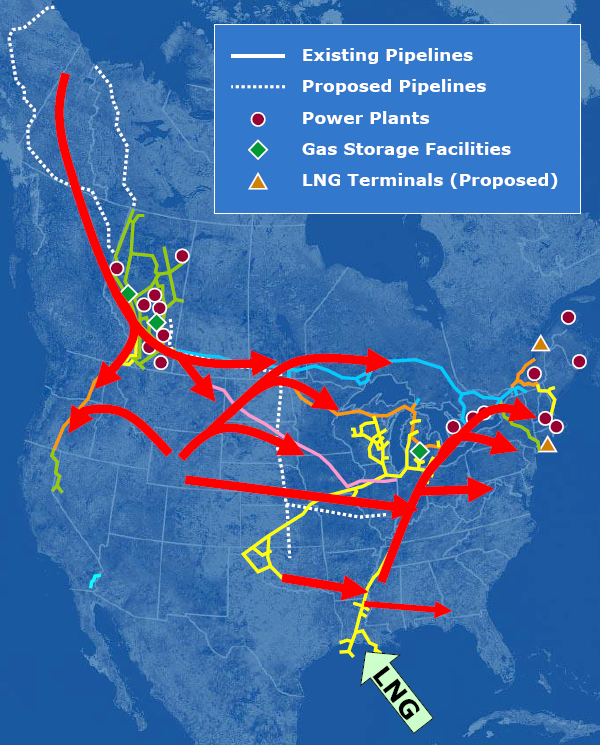 Existing Pipelines
Proposed Pipelines
Power Plants
Gas Storage Facilities
LNG Terminals (Proposed)
LNG